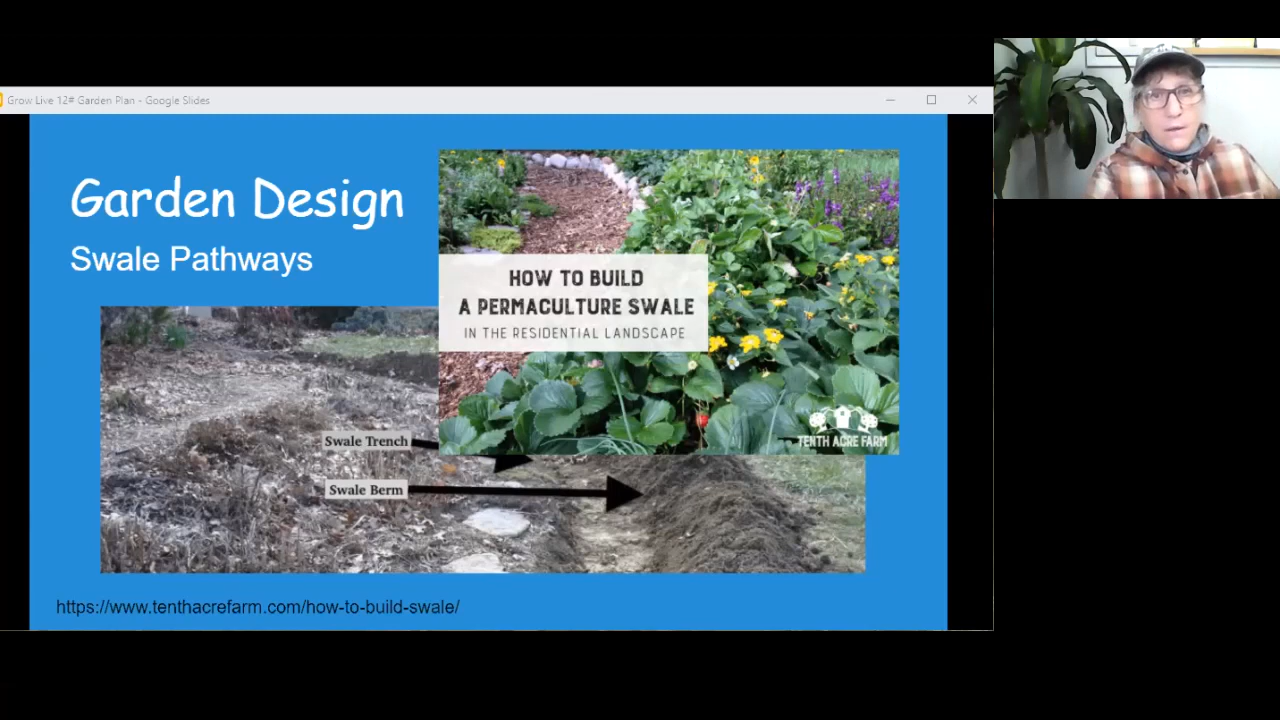 Grow Live 12# Garden Plan - Google Slides
Garden Design
Swale Pathways
HOW TO BUILD
A PERMACULTURE SWALE
IN THE RESIDENTIAL LANDSCAPE
TENTH ACRE FARM
Swale Trench
Swale Berm
https://www.tenthacrefarm.com/how-to-build-swale/